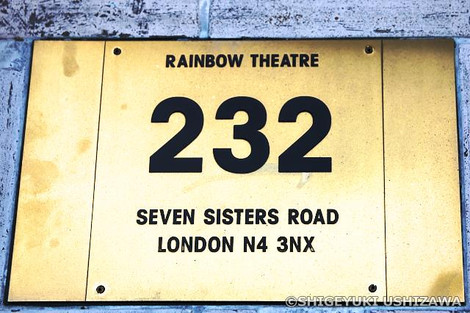 RAINBOW THEATRE
232
SEVEN SISTERS ROAD
LONDON N4 3NX
©SHIGEYUKI USHIZAWA